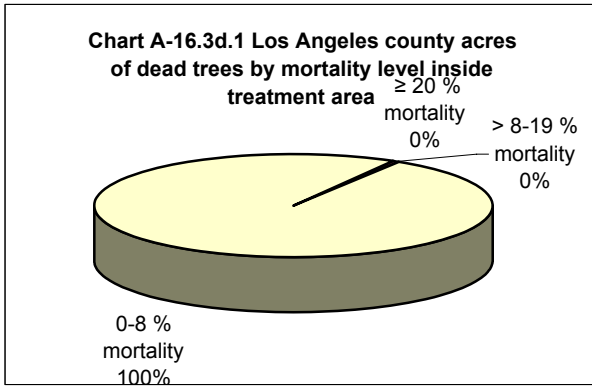 Chart A-16.3d.1 Los Angeles county acres
of dead trees by mortality level inside
treatment area
≥ 20 %
mortality
0%
> 8-19 %
mortality
0%
0-8 %
mortality
100%